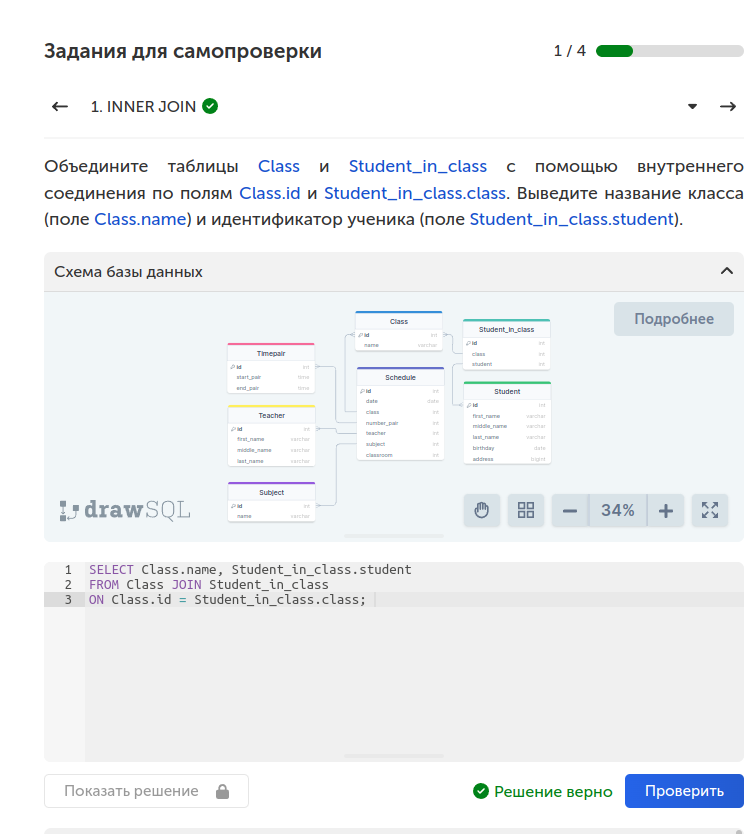 Задания для самопроверки
1 / 4
1. INNER JOIN
Объедините таблицы Class и Student_in_class с помощью внутреннего
соединения по полям Class.id и Student_in_class.class. Выведите название класса
(поле Class.name) и идентификатор ученика (поле Student_in_class.student).
Схема базы данных
Подробнее
Class
id int
name varchar
Student_in_class
id int
class int
student int
Timepair
id int
start_pair time
end_pair time
Schedule
id int
date date
class int
number_pair int
teacher int
subject int
classroom int
Student
id int
first_name varchar
middle_name varchar
last_name varchar
birthday date
address bigint
Teacher
id int
first_name varchar
middle_name varchar
last_name varchar
Subject
id int
name varchar
drawSQL
34%
1 SELECT Class.name, Student_in_class.student
2 FROM Class JOIN Student_in_class
3 ON Class.id = Student_in_class.class;
Показать решение
Решение верно
Проверить